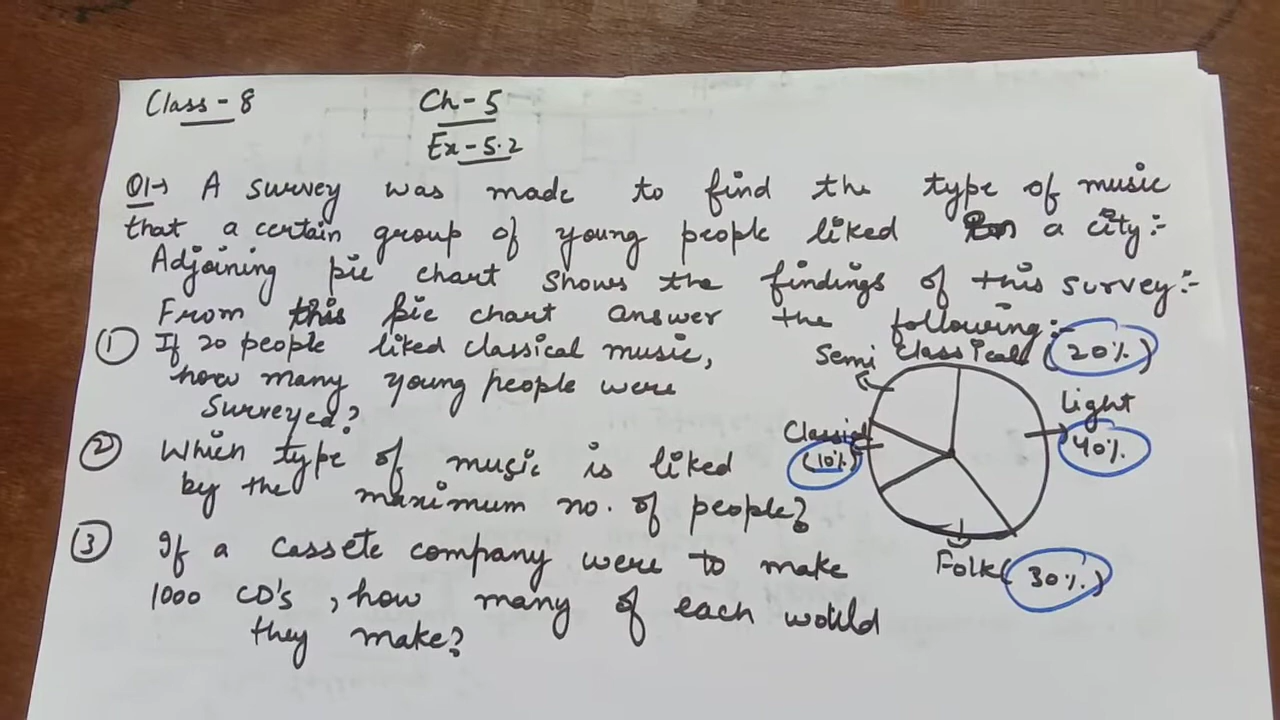 Class-8
Ch-5
Ex-5.2
Q1→ A survey was made to find the type of music
that a certain group of young people liked in a city:-
Adjoining pie chart shows the findings of this survey:-
From this pie chart answer the following:-
① If 20 people liked classical music,
how many young people were
surveyed?
② Which type of music is liked
by the maximum no. of people?
③ If a cassete company were to make
1000 CD's, how many of each would
they make?
Semi classical (20%)
Light
40%
Classical
(10%)
Folk (30%)